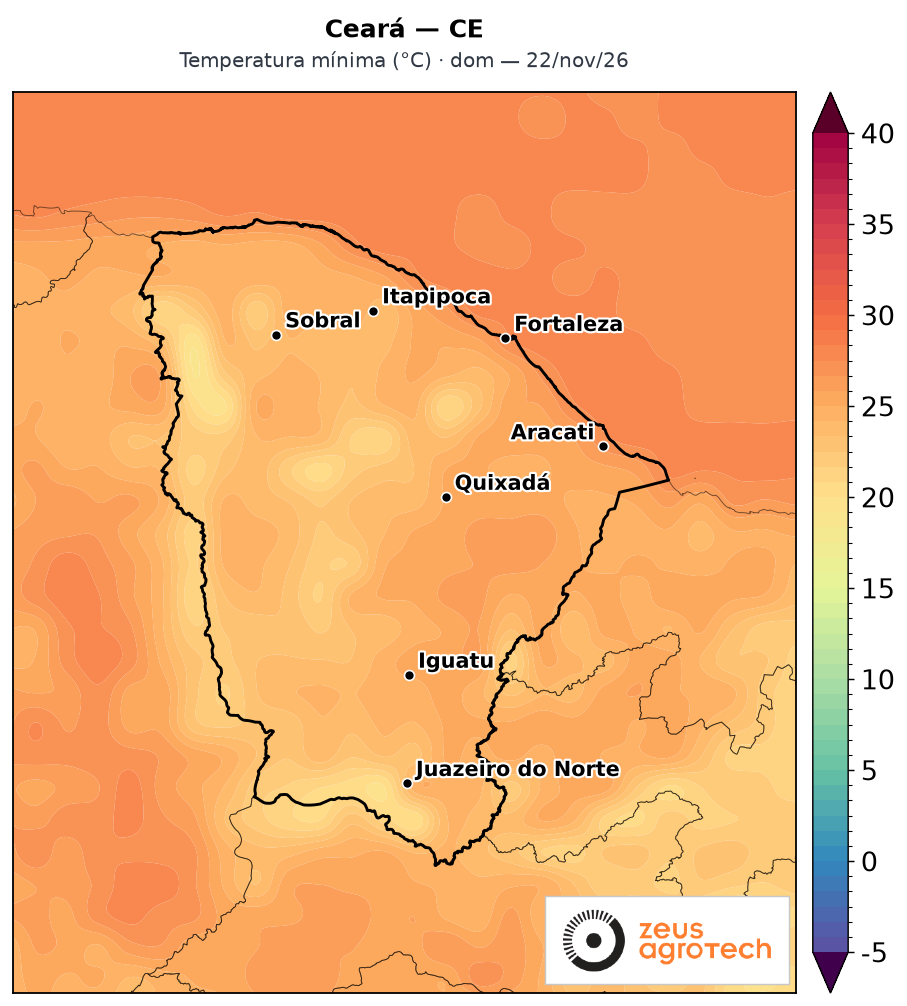 Ceará — CE
Temperatura mínima (°C) · dom — 22/nov/26
40
35
30
25
20
15
10
5
0
-5
Itapipoca
Sobral
Fortaleza
Aracati
Quixadá
Iguatu
Juazeiro do Norte
zeus
agrotech